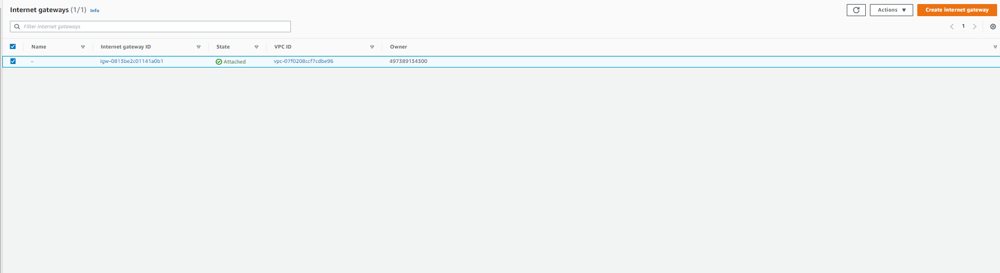 Internet gateways (1/1) Info
Actions
Create internet gateway
Filter internet gateways
1
Name Internet gateway ID State VPC ID Owner
– igw-0813be2c01141a0b1 Attached vpc-07f0208ccf7cdbe96 497389134300